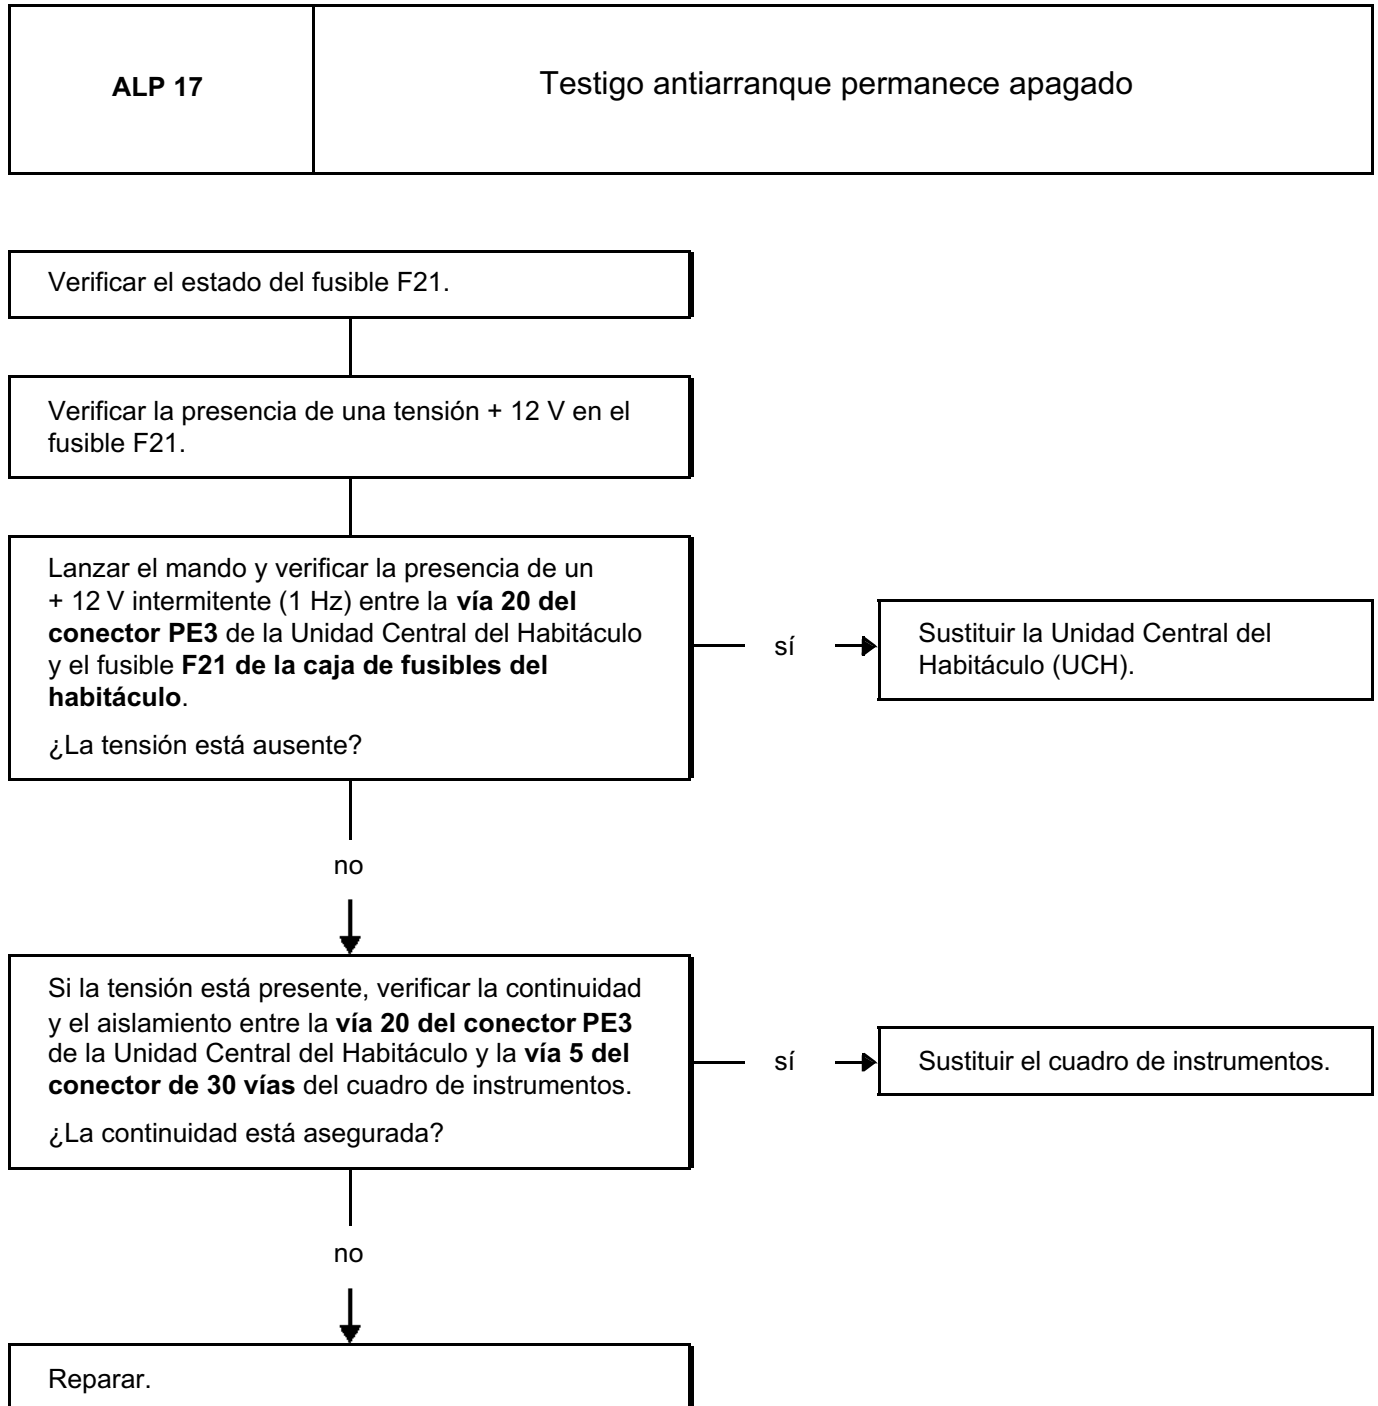 ALP 17
Testigo antiarranque permanece apagado
Verificar el estado del fusible F21.
Verificar la presencia de una tensión + 12 V en el
fusible F21.
Lanzar el mando y verificar la presencia de un
+ 12 V intermitente (1 Hz) entre la vía 20 del
conector PE3 de la Unidad Central del Habitáculo
y el fusible F21 de la caja de fusibles del
habitáculo.
¿La tensión está ausente?
sí
Sustituir la Unidad Central del
Habitáculo (UCH).
no
Si la tensión está presente, verificar la continuidad
y el aislamiento entre la vía 20 del conector PE3
de la Unidad Central del Habitáculo y la vía 5 del
conector de 30 vías del cuadro de instrumentos.
¿La continuidad está asegurada?
sí
Sustituir el cuadro de instrumentos.
no
Reparar.